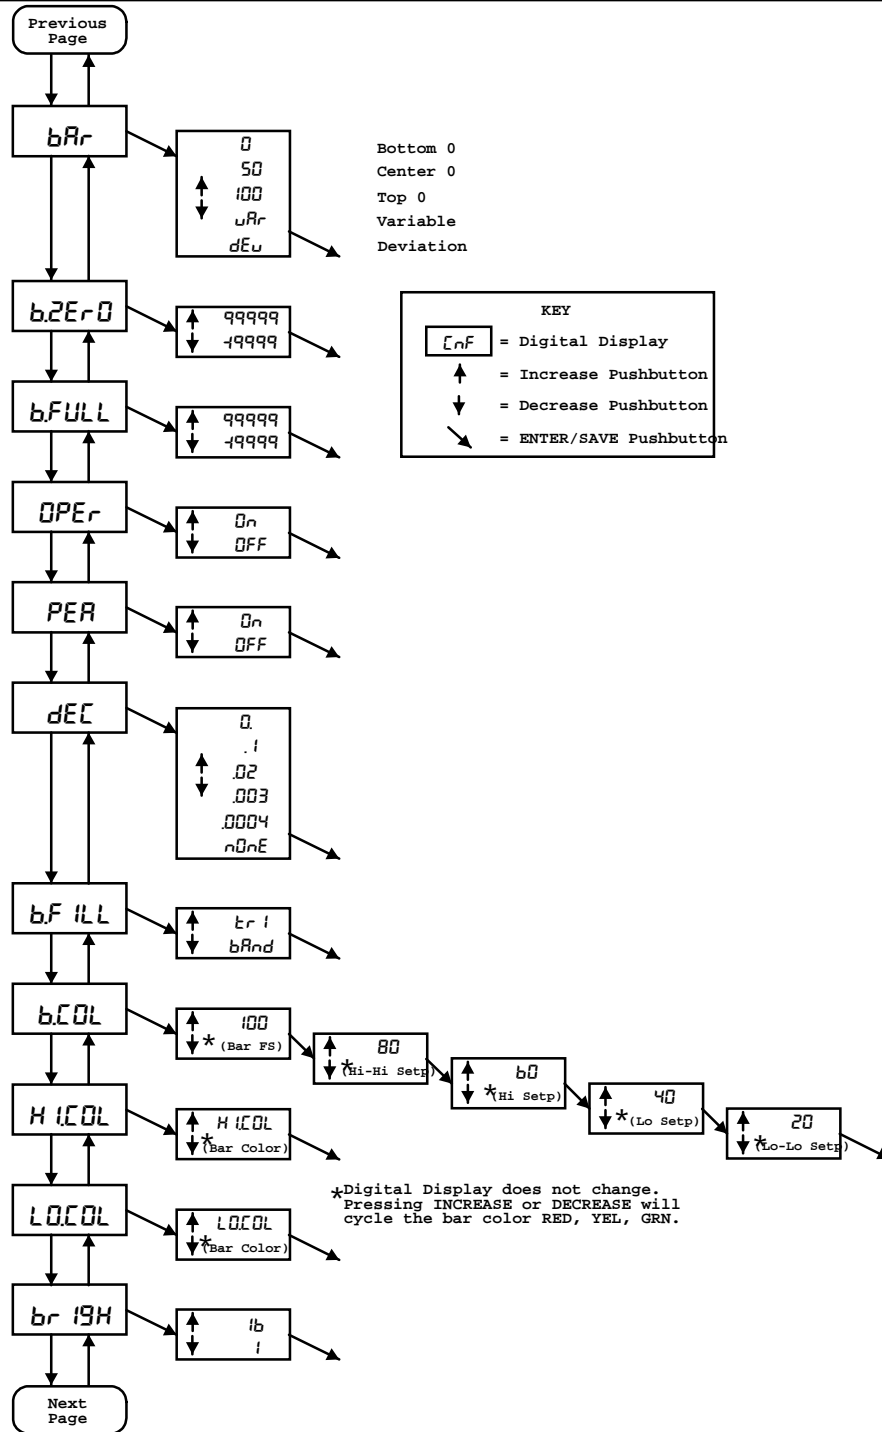 Previous
Page
bAr
0
50
100
vAr
dEv
Bottom 0
Center 0
Top 0
Variable
Deviation
b.ZErO
99999
-19999
KEY
CnF = Digital Display
= Increase Pushbutton
= Decrease Pushbutton
= ENTER/SAVE Pushbutton
b.FULL
99999
-19999
OPEr
On
OFF
PEA
On
OFF
dEC
0.
.1
.02
.003
.0004
nOnE
b.FILL
trI
bAnd
b.COL
100
*(Bar FS)
80
*(Hi-Hi Setp)
60
*(Hi Setp)
40
*(Lo Setp)
20
*(Lo-Lo Setp)
HI.COL
HI.COL
*(Bar Color)
*Digital Display does not change.
Pressing INCREASE or DECREASE will
cycle the bar color RED, YEL, GRN.
LO.COL
LO.COL
*(Bar Color)
brIGH
16
1
Next
Page